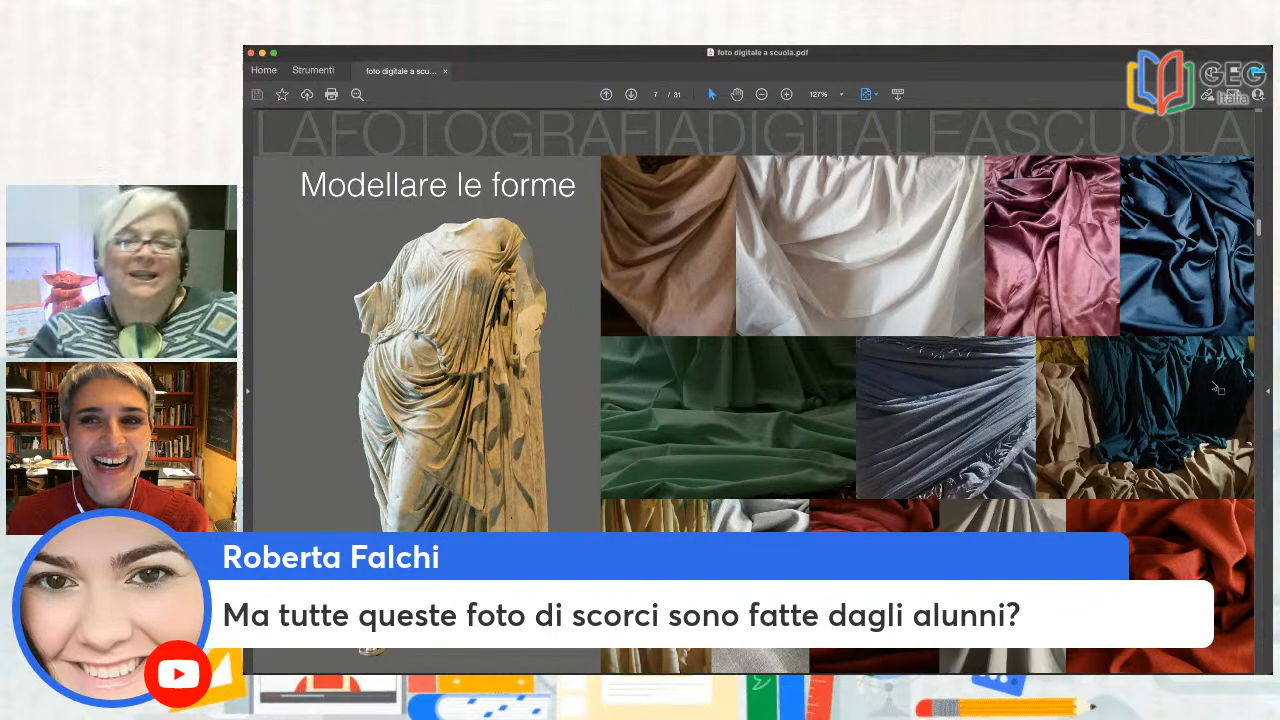 foto digitale a scuola.pdf
Home
Strumenti
foto digitale a scu... ×
7 / 31
127%
GEG
Italia
LAFOTOGRAFIADIGITALEASCUOLA
Modellare le forme
Roberta Falchi
Ma tutte queste foto di scorci sono fatte dagli alunni?